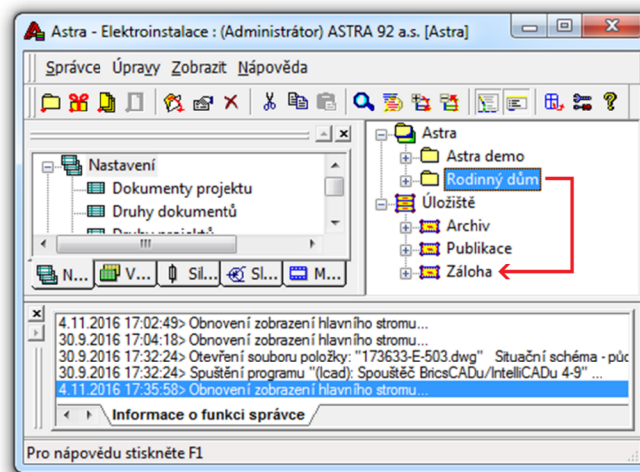 Astra - Elektroinstalace : (Administrátor) ASTRA 92 a.s. [Astra]
Správce Úpravy Zobrazit Nápověda
Nastavení
Dokumenty projektu
Druhy dokumentů
Druhy projektů
N... V... Sil... Sl... M...
Astra
Astra demo
Rodinný dům
Úložiště
Archiv
Publikace
Záloha
4.11.2016 17:02:49> Obnovení zobrazení hlavního stromu...
30.9.2016 17:04:18> Obnovení zobrazení hlavního stromu...
30.9.2016 17:32:24> Otevření souboru položky: "173633-E-503.dwg" Situační schéma - půd
30.9.2016 17:32:24> Spuštění programu "(Icad): Spouštěč BricsCADu/IntelliCADu 4-9" ...
4.11.2016 17:35:58> Obnovení zobrazení hlavního stromu...
Informace o funkci správce
Pro nápovědu stiskněte F1